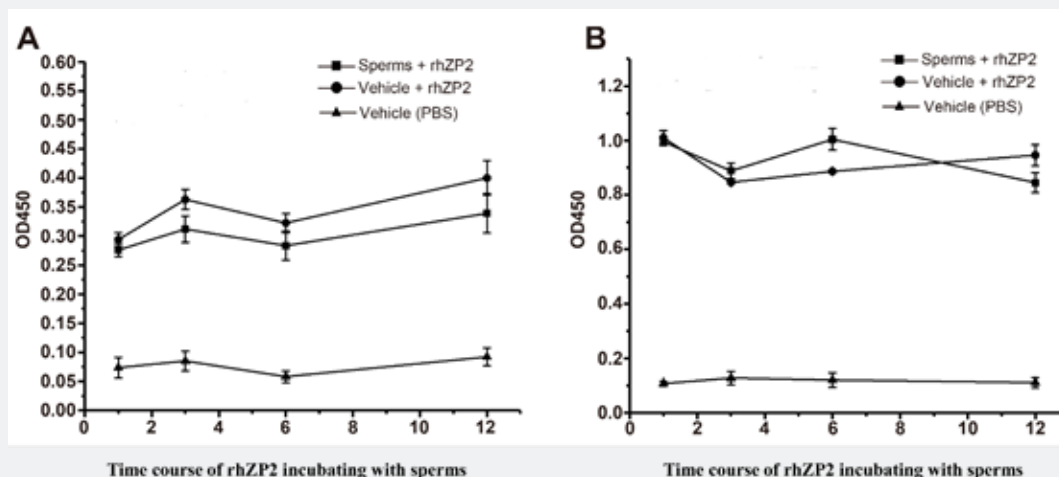 A
Sperms + rhZP2
Vehicle + rhZP2
Vehicle (PBS)
OD450
0.60
0.55
0.50
0.45
0.40
0.35
0.30
0.25
0.20
0.15
0.10
0.05
0.00
0 2 4 6 8 10 12
Time course of rhZP2 incubating with sperms
B
Sperms + rhZP2
Vehicle + rhZP2
Vehicle (PBS)
OD450
1.2
1.0
0.8
0.6
0.4
0.2
0.0
0 2 4 6 8 10 12
Time course of rhZP2 incubating with sperms